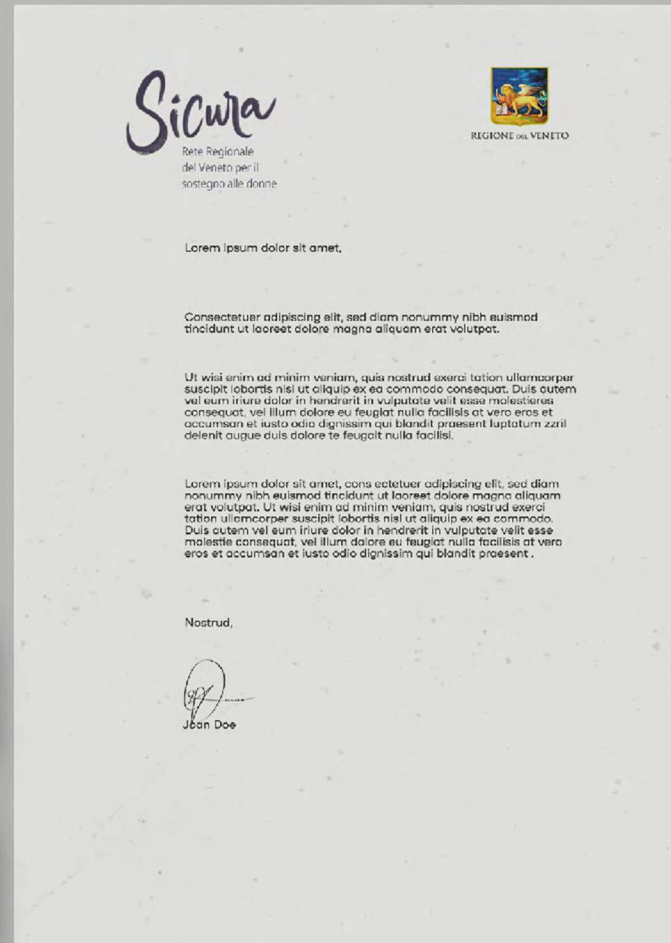 Sicura
Rete Regionale
del Veneto per il
sostegno alle donne
REGIONE DEL VENETO
Lorem ipsum dolor sit amet,
Consectetuer adipiscing elit, sed diam nonummy nibh euismod
tincidunt ut laoreet dolore magna aliquam erat volutpat.
Ut wisi enim ad minim veniam, quis nostrud exerci tation ullamcorper
suscipit lobortis nisl ut aliquip ex ea commodo consequat. Duis autem
vel eum iriure dolor in hendrerit in vulputate velit esse molestieres
consequat, vel illum dolore eu feugiat nulla facilisis at vero eros et
accumsan et iusto odio dignissim qui blandit praesent luptatum zzril
delenit augue duis dolore te feugait nulla facilisi.
Lorem ipsum dolor sit amet, cons ectetuer adipiscing elit, sed diam
nonummy nibh euismod tincidunt ut laoreet dolore magna aliquam
erat volutpat. Ut wisi enim ad minim veniam, quis nostrud exerci
tation ullamcorper suscipit lobortis nisl ut aliquip ex ea commodo.
Duis autem vel eum iriure dolor in hendrerit in vulputate velit esse
molestie consequat, vel illum dolore eu feugiat nulla facilisis at vero
eros et accumsan et iusto odio dignissim qui blandit praesent .
Nostrud,
Joan Doe